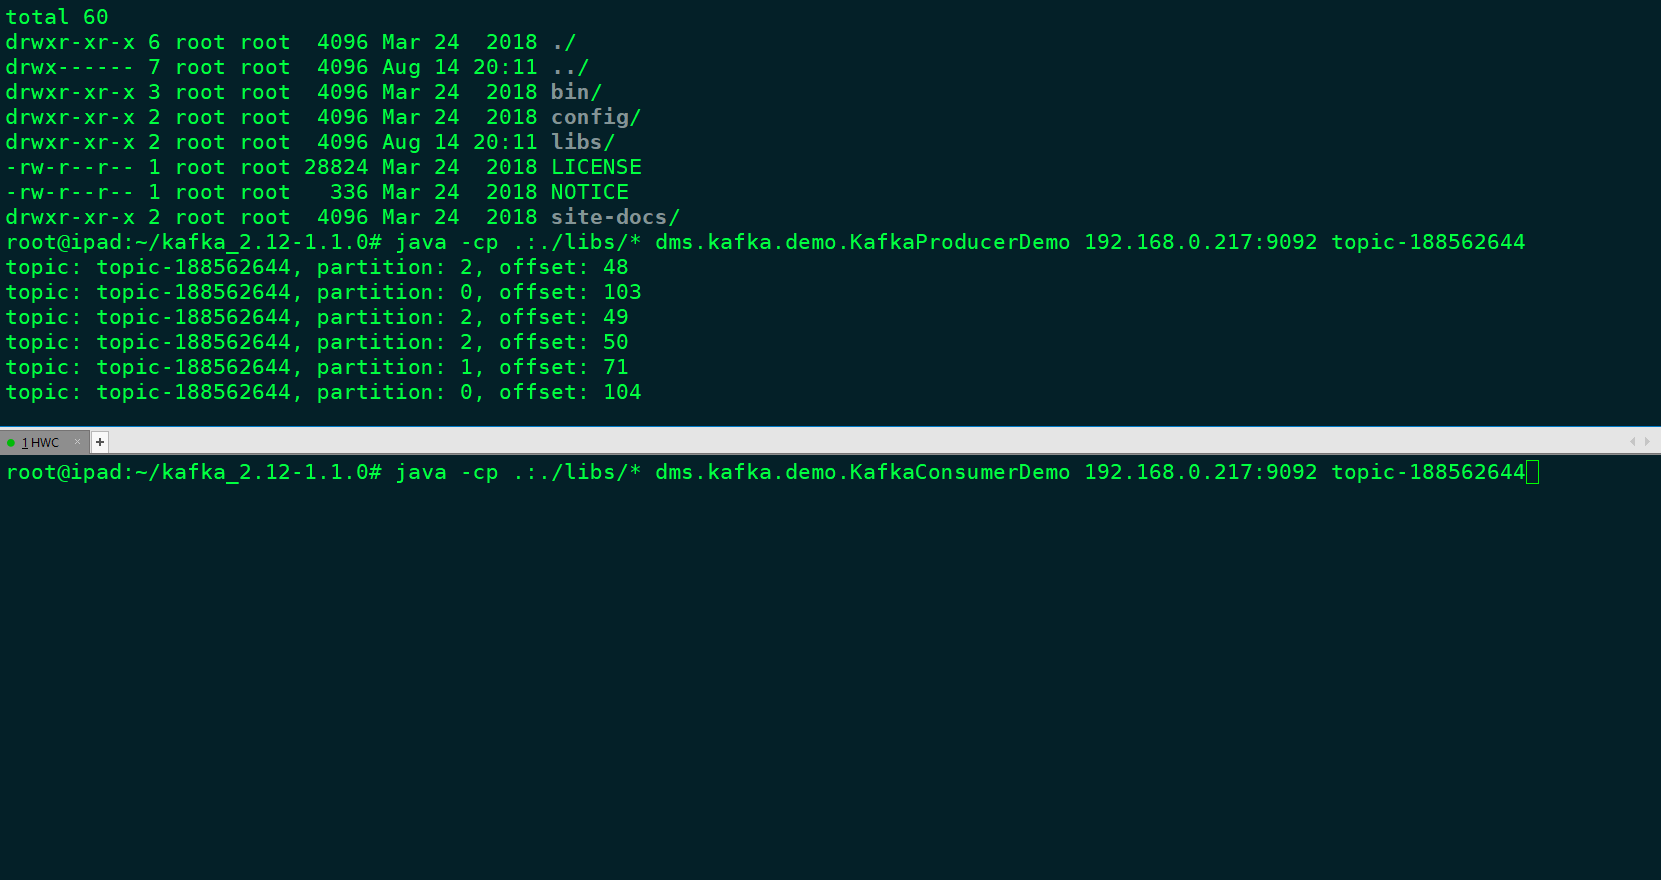 total 60
drwxr-xr-x 6 root root  4096 Mar 24  2018 ./
drwx------ 7 root root  4096 Aug 14 20:11 ../
drwxr-xr-x 3 root root  4096 Mar 24  2018 bin/
drwxr-xr-x 2 root root  4096 Mar 24  2018 config/
drwxr-xr-x 2 root root  4096 Aug 14 20:11 libs/
-rw-r--r-- 1 root root 28824 Mar 24  2018 LICENSE
-rw-r--r-- 1 root root   336 Mar 24  2018 NOTICE
drwxr-xr-x 2 root root  4096 Mar 24  2018 site-docs/
root@ipad:~/kafka_2.12-1.1.0# java -cp .:./libs/* dms.kafka.demo.KafkaProducerDemo 192.168.0.217:9092 topic-188562644
topic: topic-188562644, partition: 2, offset: 48
topic: topic-188562644, partition: 0, offset: 103
topic: topic-188562644, partition: 2, offset: 49
topic: topic-188562644, partition: 2, offset: 50
topic: topic-188562644, partition: 1, offset: 71
topic: topic-188562644, partition: 0, offset: 104
1 HWC × +
root@ipad:~/kafka_2.12-1.1.0# java -cp .:./libs/* dms.kafka.demo.KafkaConsumerDemo 192.168.0.217:9092 topic-188562644